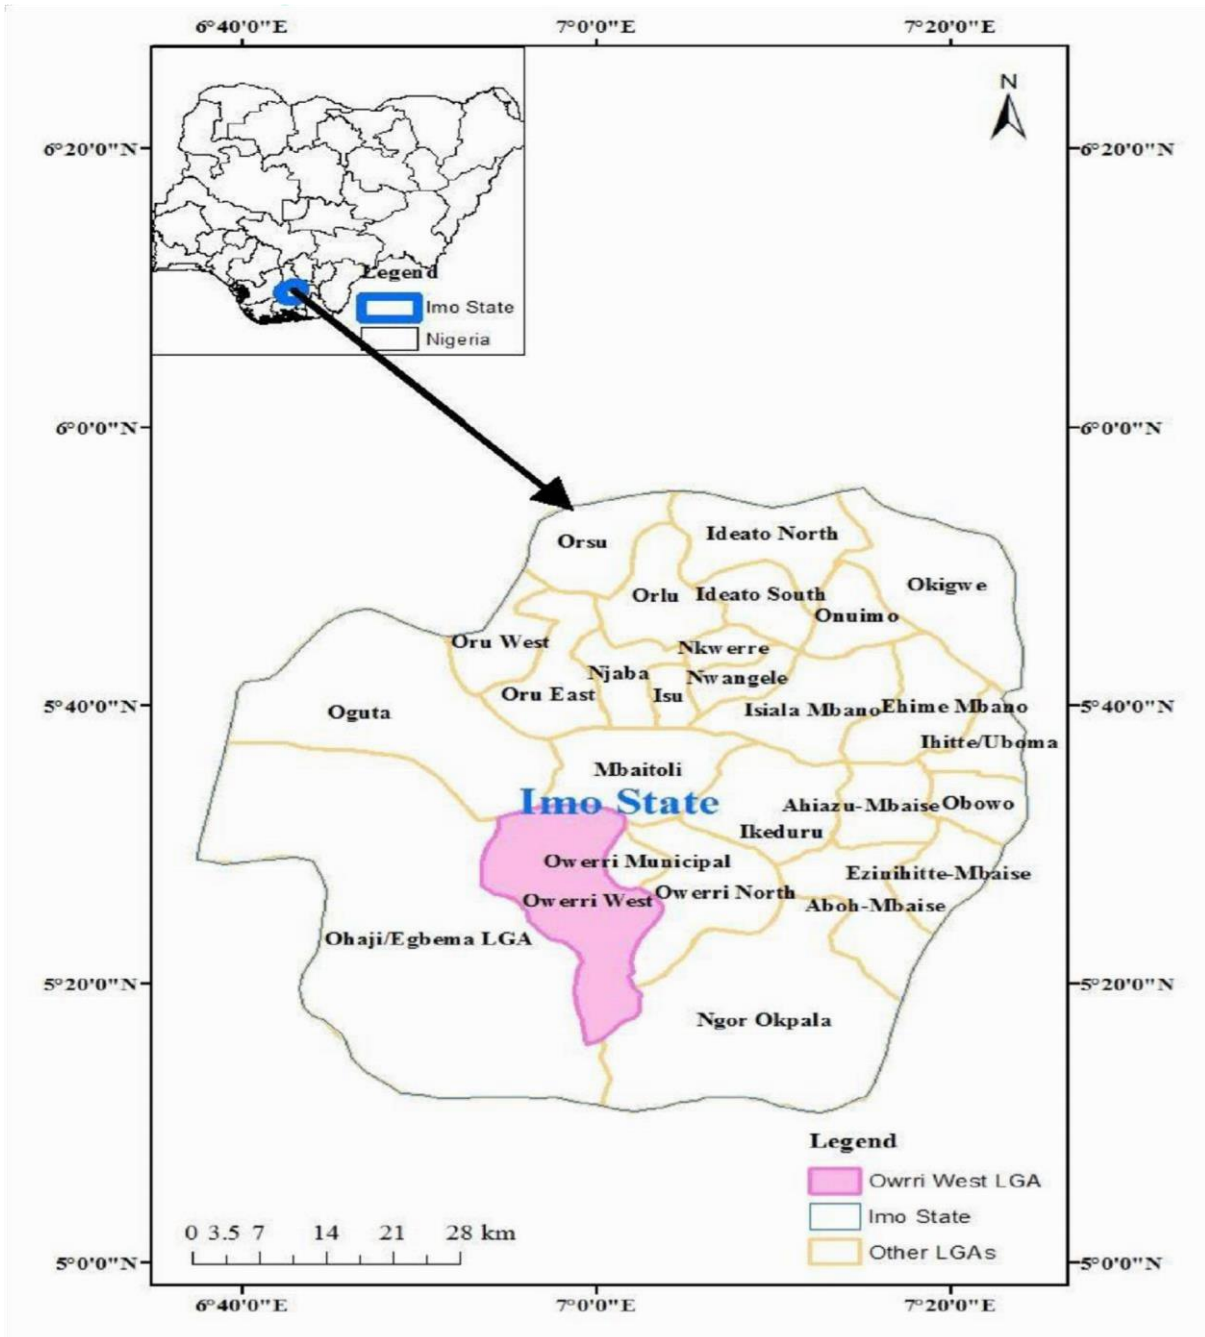 6°40'0"E 7°0'0"E 7°20'0"E
N
6°20'0"N 6°20'0"N
Legend
Imo State
Nigeria
6°0'0"N 6°0'0"N
Orsu Ideato North
Okigwe
Orlu Ideato South
Onuimo
Oru West Nkwerre
Njaba Nwangele
Oru East Isu
5°40'0"N Oguta Isiala Mbano Ehime Mbano 5°40'0"N
Ihitte/Uboma
Mbaitoli
Imo State Ahiazu-Mbaise Obowo
Ikeduru
Owerri Municipal Ezinihitte-Mbaise
Owerri West Owerri North Aboh-Mbaise
Ohaji/Egbema LGA
5°20'0"N 5°20'0"N
Ngor Okpala
Legend
Owrri West LGA
Imo State
Other LGAs
0 3.5 7 14 21 28 km
5°0'0"N 5°0'0"N
6°40'0"E 7°0'0"E 7°20'0"E